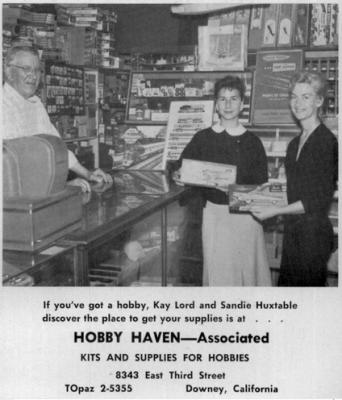 If you've got a hobby, Kay Lord and Sandie Huxtable
discover the place to get your supplies is at . . .
HOBBY HAVEN—Associated
KITS AND SUPPLIES FOR HOBBIES
8343 East Third Street
TOpaz 2-5355 Downey, California